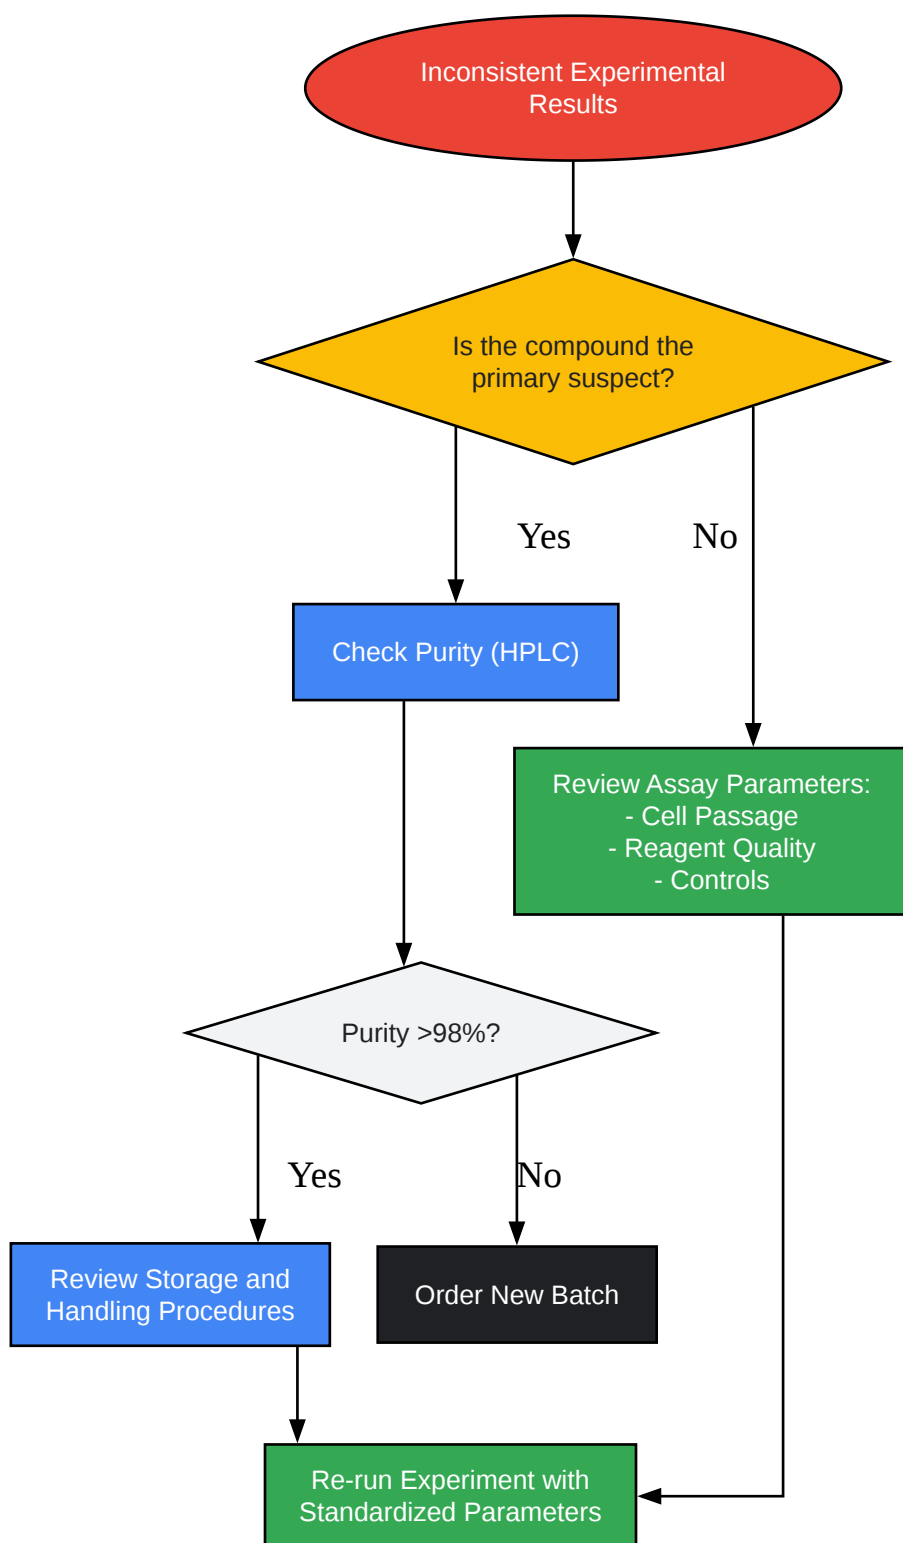 Inconsistent Experimental
Results
Is the compound the
primary suspect?
Yes
No
Check Purity (HPLC)
Review Assay Parameters:
- Cell Passage
- Reagent Quality
- Controls
Purity >98%?
Yes
No
Review Storage and
Handling Procedures
Order New Batch
Re-run Experiment with
Standardized Parameters